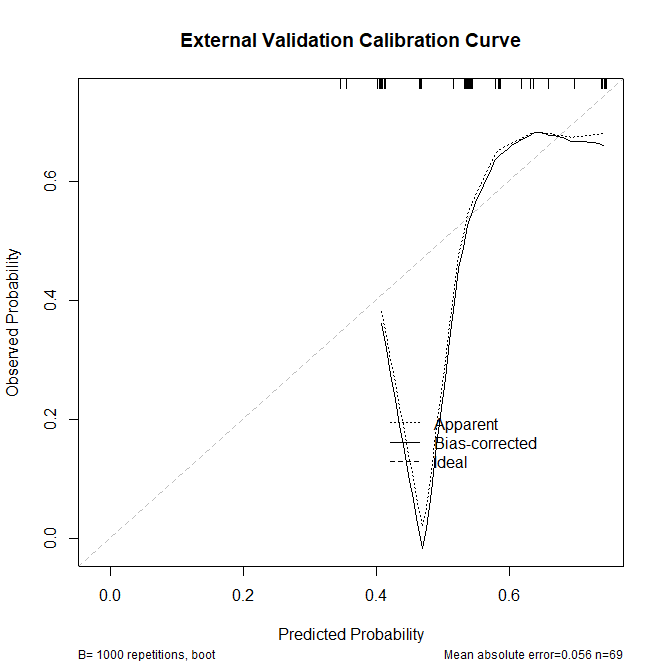 External Validation Calibration Curve
Observed Probability
0.6
0.4
0.2
0.0
Apparent
Bias-corrected
Ideal
0.0 0.2 0.4 0.6
Predicted Probability
B= 1000 repetitions, boot
Mean absolute error=0.056 n=69